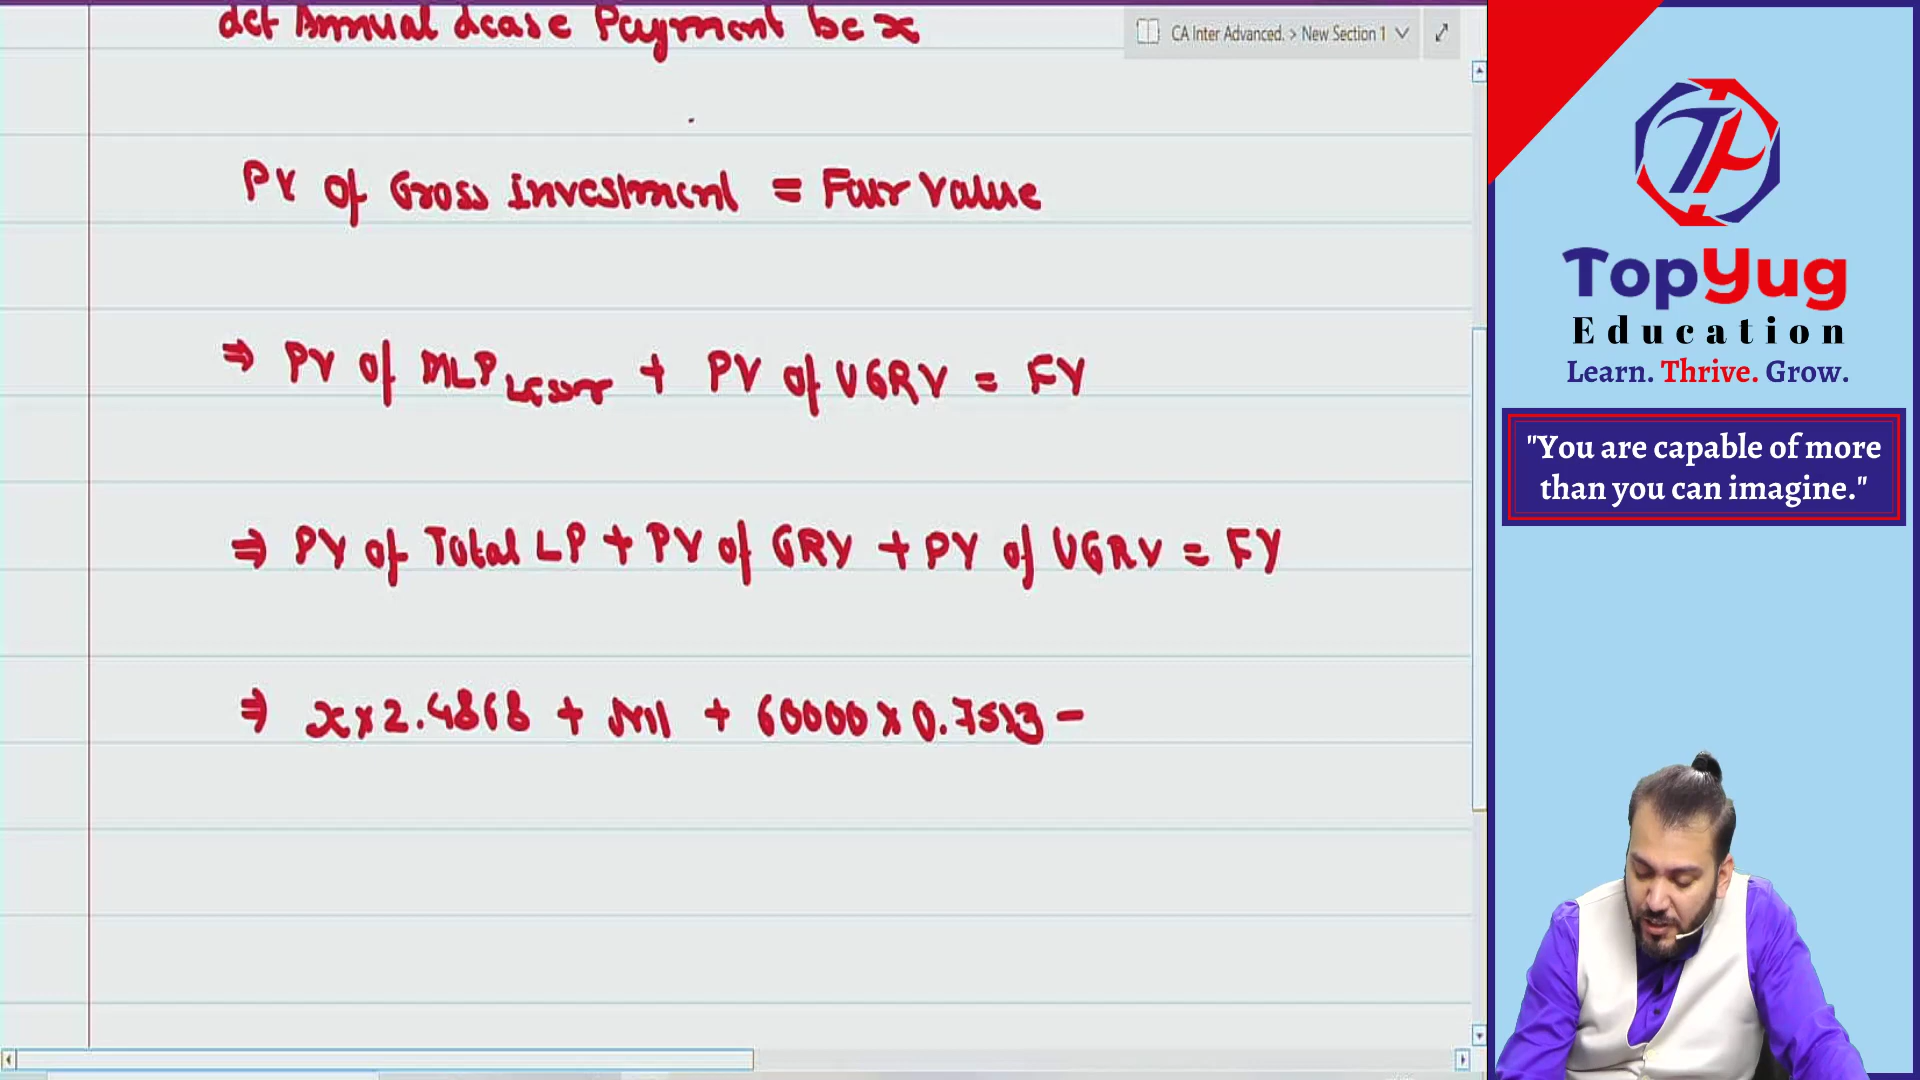 Let Annual Lease Payment be x
CA Inter Advanced. > New Section 1
PV of Gross Investment = Fair Value
⇒ PV of MLP Lessor + PV of UGRV = FV
⇒ PV of Total LP + PV of GRV + PV of UGRV = FV
⇒ x x 2.4868 + Nil + 60000 x 0.7513 =
TopYug
Education
Learn. Thrive. Grow.
"You are capable of more
than you can imagine."